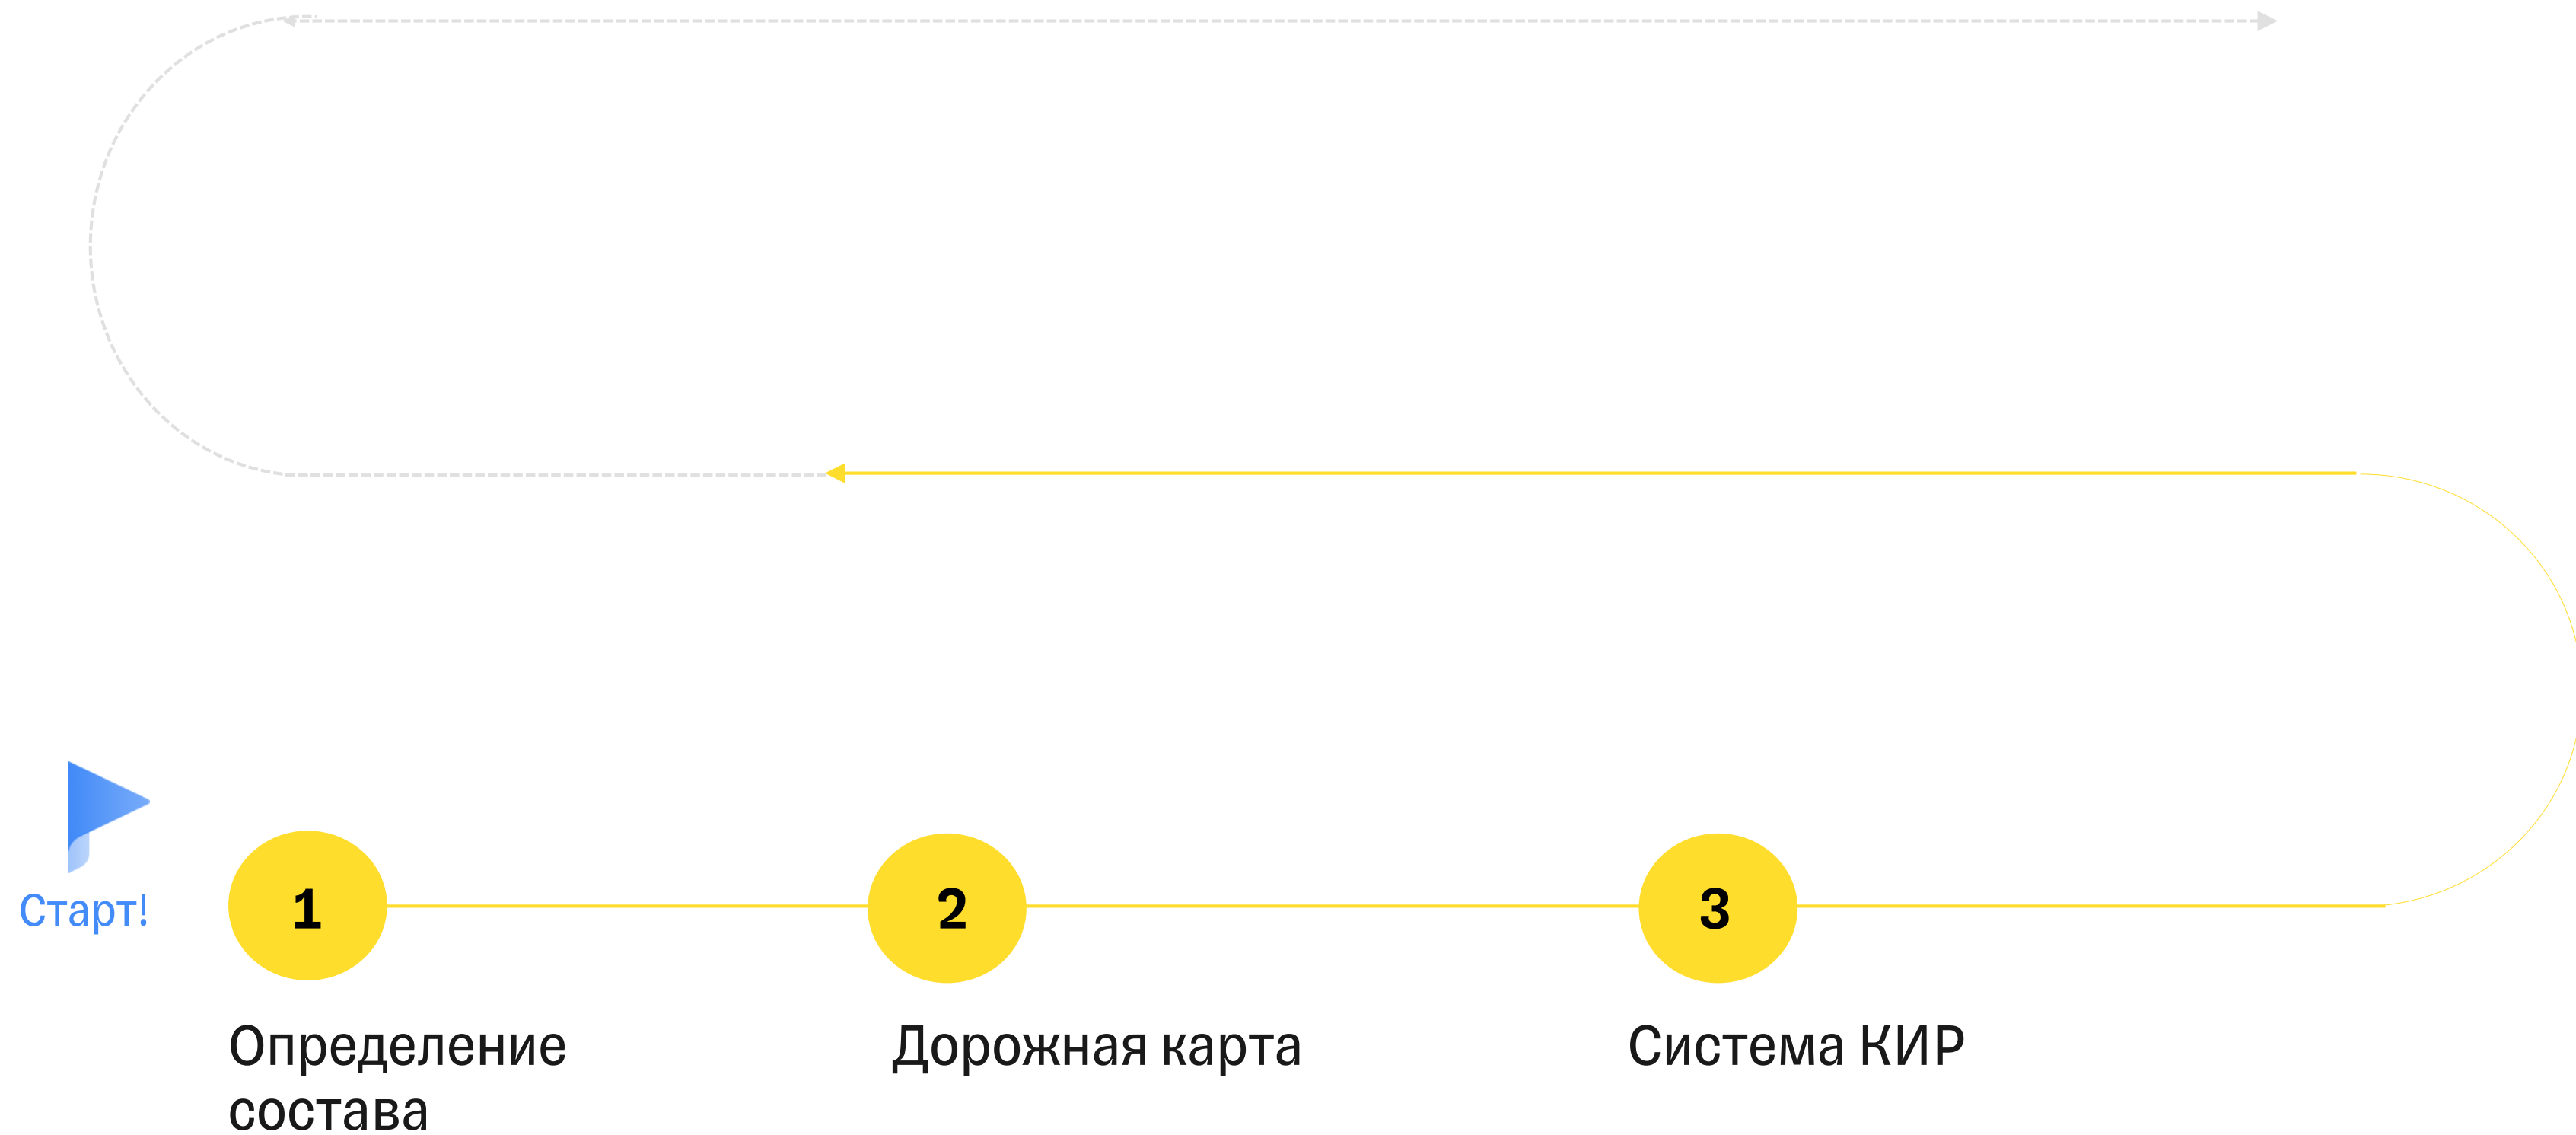 Старт!
1
2
3
Определение
состава
Дорожная карта
Система КИР